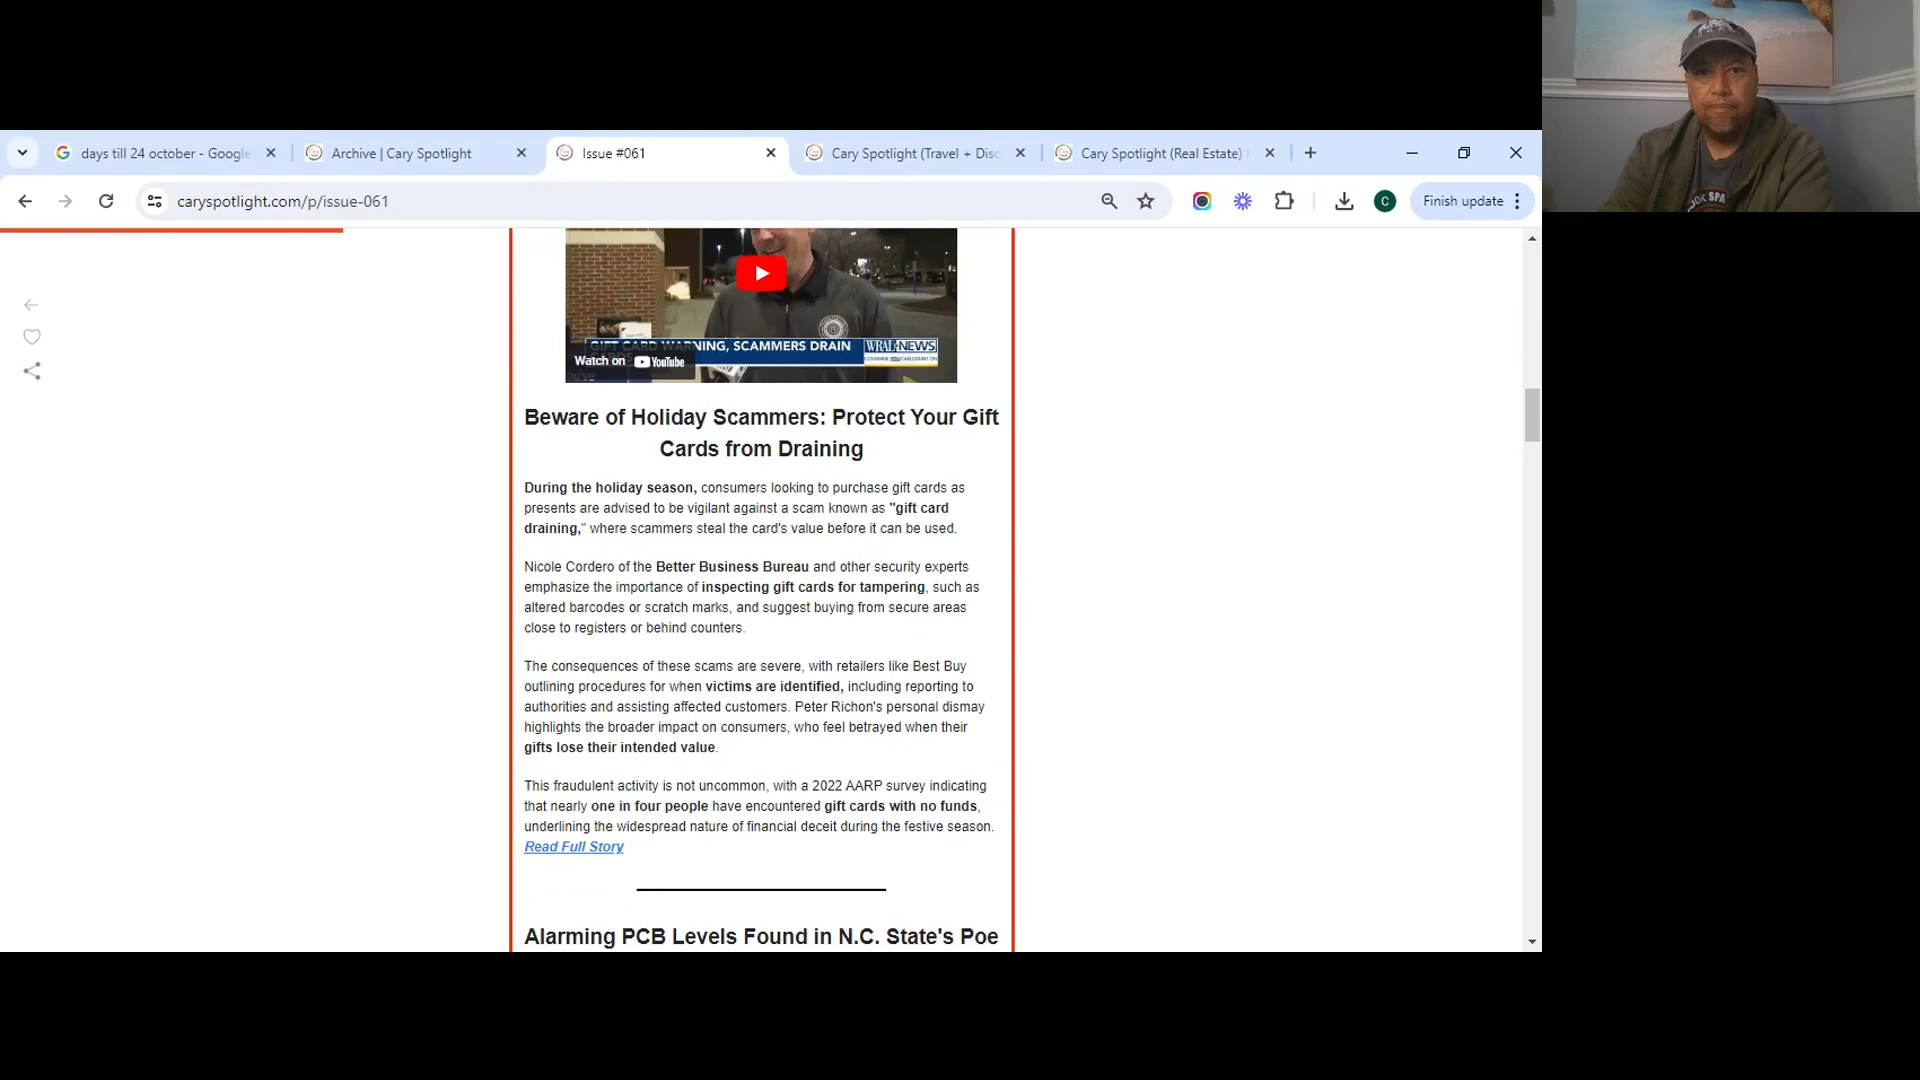 days till 24 october - Google
Archive | Cary Spotlight
Issue #061
Cary Spotlight (Travel + Disc
Cary Spotlight (Real Estate) |
caryspotlight.com/p/issue-061
C
Finish update
GIFT CARD WARNING, SCAMMERS DRAIN
WRAL NEWS
COVERAGE YOU CAN COUNT ON
Watch on YouTube
Beware of Holiday Scammers: Protect Your Gift
Cards from Draining
During the holiday season, consumers looking to purchase gift cards as
presents are advised to be vigilant against a scam known as "gift card
draining," where scammers steal the card's value before it can be used.
Nicole Cordero of the Better Business Bureau and other security experts
emphasize the importance of inspecting gift cards for tampering, such as
altered barcodes or scratch marks, and suggest buying from secure areas
close to registers or behind counters.
The consequences of these scams are severe, with retailers like Best Buy
outlining procedures for when victims are identified, including reporting to
authorities and assisting affected customers. Peter Richon's personal dismay
highlights the broader impact on consumers, who feel betrayed when their
gifts lose their intended value.
This fraudulent activity is not uncommon, with a 2022 AARP survey indicating
that nearly one in four people have encountered gift cards with no funds,
underlining the widespread nature of financial deceit during the festive season.
Read Full Story
Alarming PCB Levels Found in N.C. State's Poe